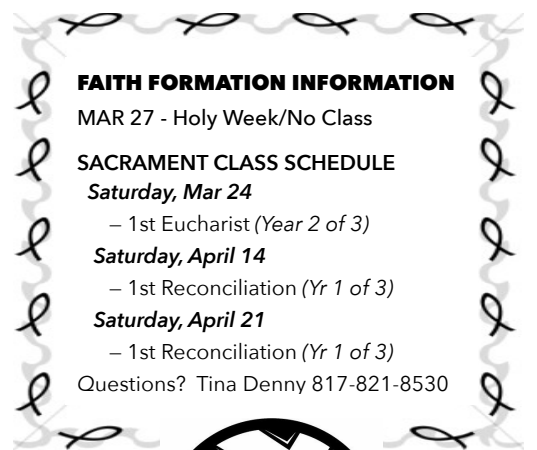 FAITH FORMATION INFORMATION
MAR 27 - Holy Week/No Class
SACRAMENT CLASS SCHEDULE
Saturday, Mar 24
– 1st Eucharist (Year 2 of 3)
Saturday, April 14
– 1st Reconciliation (Yr 1 of 3)
Saturday, April 21
– 1st Reconciliation (Yr 1 of 3)
Questions? Tina Denny 817-821-8530